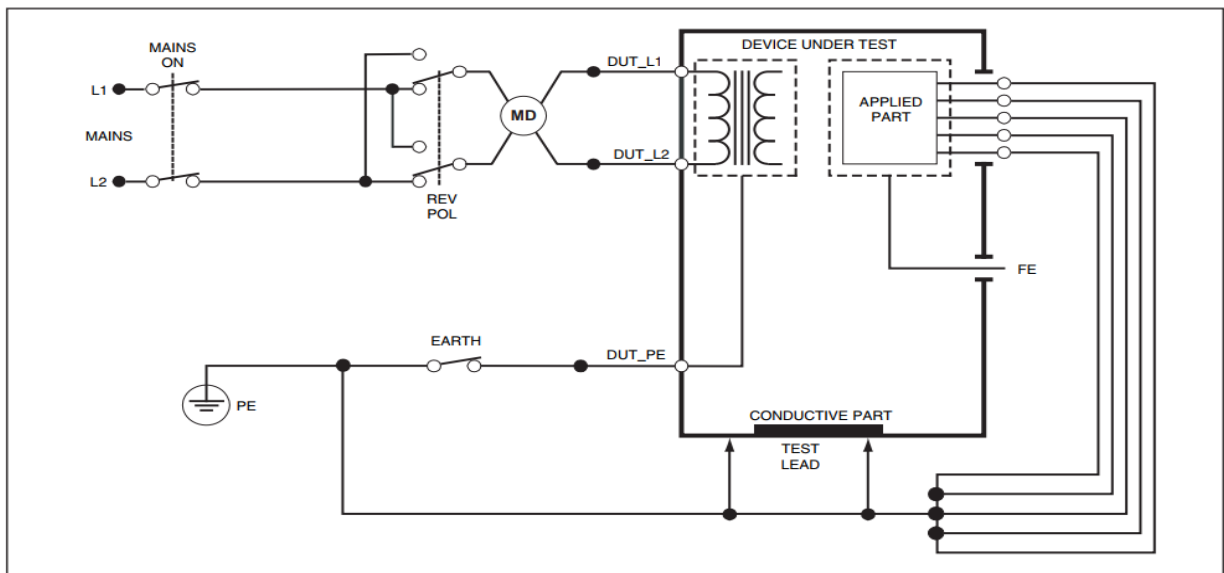 MAINS
ON
L1
MAINS
L2
REV
POL
MD
DUT_L1
DUT_L2
DEVICE UNDER TEST
APPLIED
PART
FE
EARTH
DUT_PE
PE
CONDUCTIVE PART
TEST
LEAD